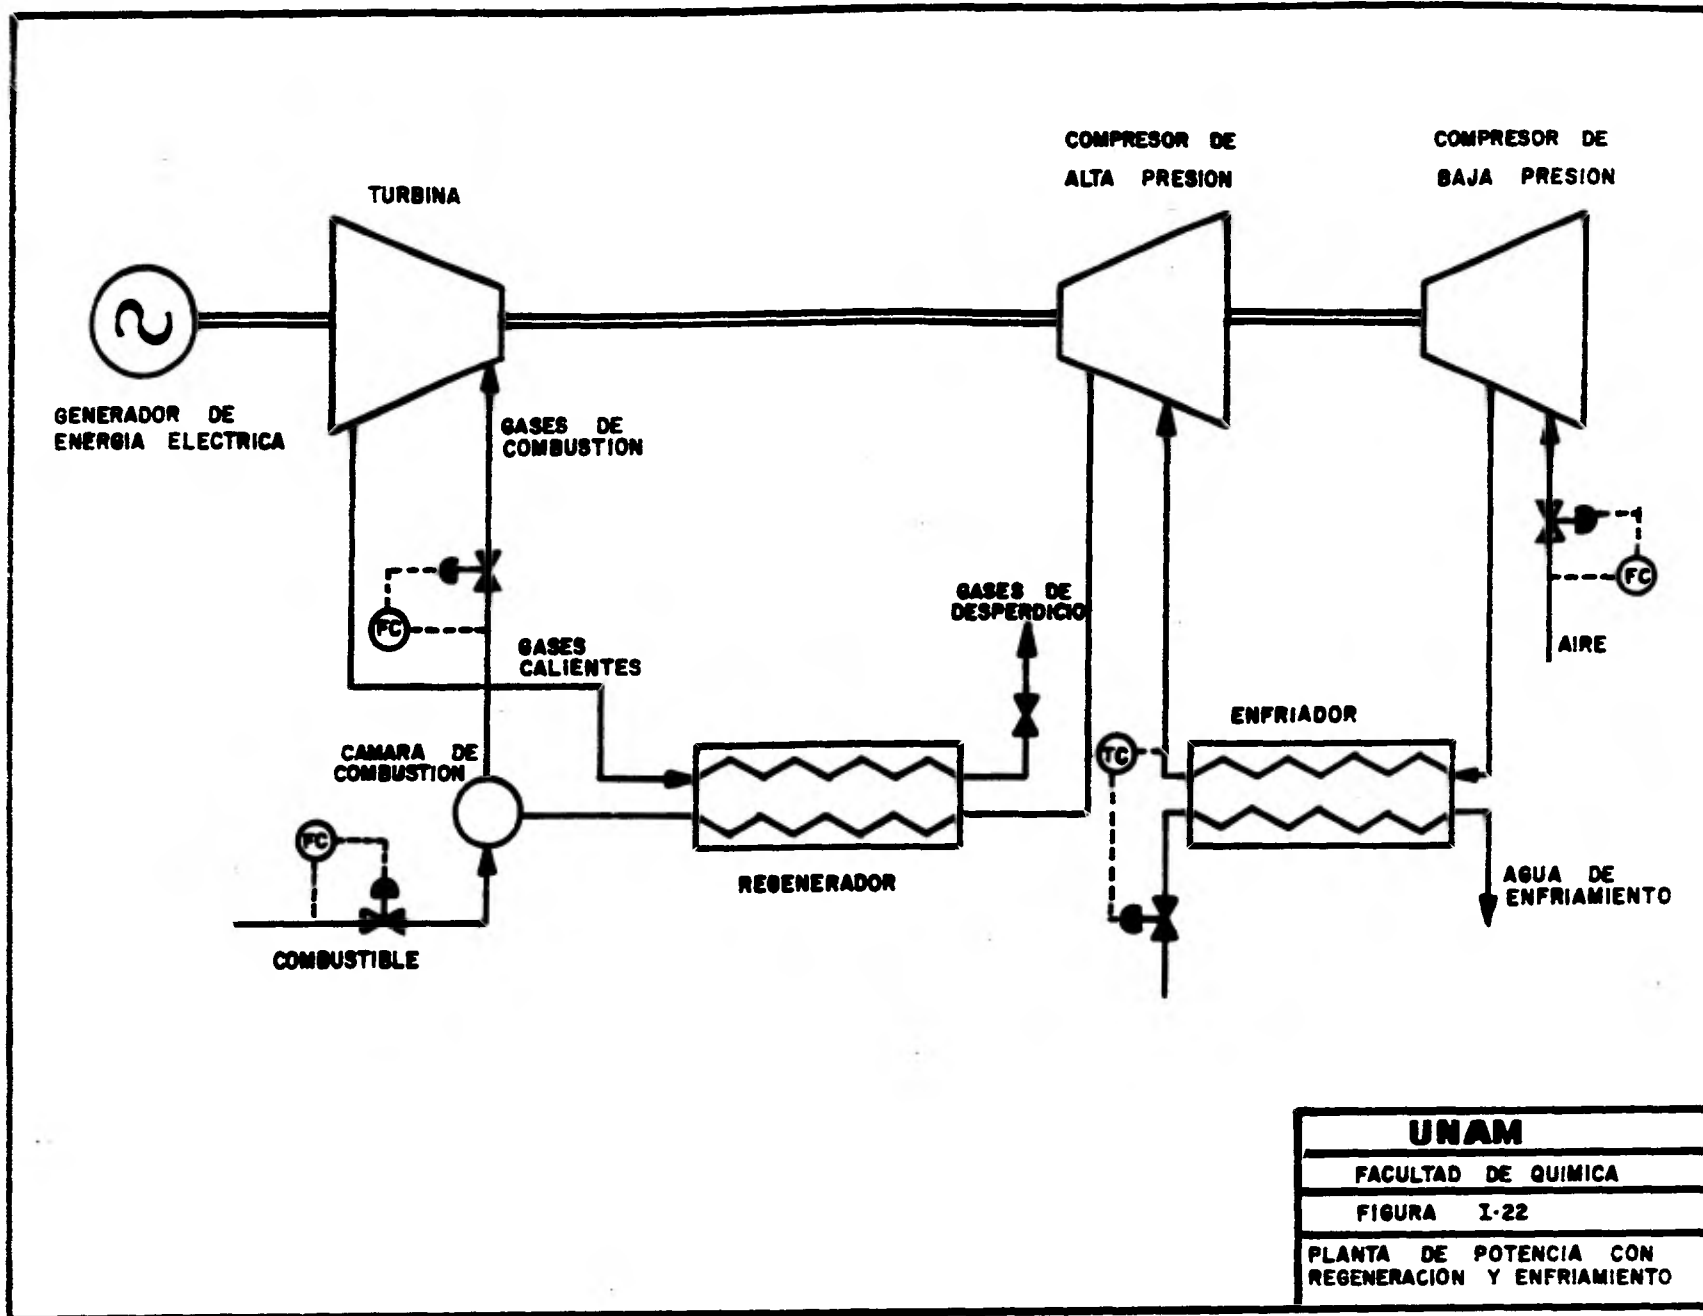 COMPRESOR DE
ALTA PRESION
COMPRESOR DE
BAJA PRESION
TURBINA
GENERADOR DE
ENERGIA ELECTRICA
GASES DE
COMBUSTION
FC
FC
GASES DE
DESPERDICIO
GASES
CALIENTES
AIRE
ENFRIADOR
CAMARA DE
COMBUSTION
TC
FC
REGENERADOR
AGUA DE
ENFRIAMIENTO
COMBUSTIBLE
UNAM
FACULTAD DE QUIMICA
FIGURA I-22
PLANTA DE POTENCIA CON
REGENERACION Y ENFRIAMIENTO